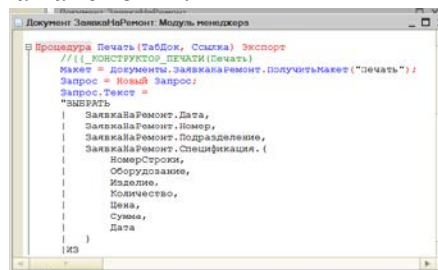 Документ ЗаявкаНаРемонт: Модуль менеджера
Процедура Печать(ТабДок, Ссылка) Экспорт
//{{_КОНСТРУКТОР_ПЕЧАТИ(Печать)
Макет = Документы.ЗаявкаНаРемонт.ПолучитьМакет("Печать");
Запрос = Новый Запрос;
Запрос.Текст =
"ВЫБРАТЬ
| ЗаявкаНаРемонт.Дата,
| ЗаявкаНаРемонт.Номер,
| ЗаявкаНаРемонт.Подразделение,
| ЗаявкаНаРемонт.Спецификация.(
| НомерСтроки,
| Оборудование,
| Изделие,
| Количество,
| Цена,
| Сумма,
| Дата
| )
|ИЗ